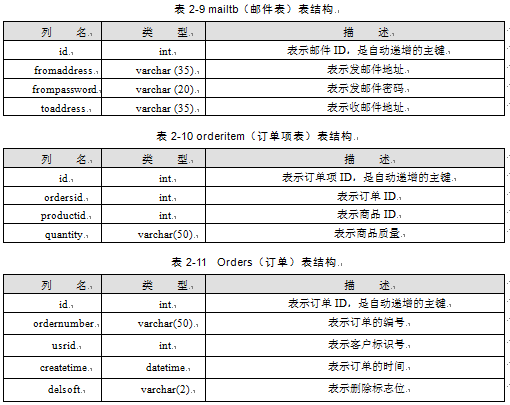 表 2-9 mailtb（邮件表）表结构
列 名 类 型 描 述
id int 表示邮件 ID，是自动递增的主键
fromaddress varchar (35) 表示发邮件地址
frompassword varchar (20) 表示发邮件密码
toaddress varchar (35) 表示收邮件地址
表 2-10 orderitem（订单项表）表结构
列 名 类 型 描 述
id int 表示订单项 ID，是自动递增的主键
ordersid int 表示订单 ID
productid int 表示商品 ID
quantity varchar(50) 表示商品质量
表 2-11 Orders（订单）表结构
列 名 类 型 描 述
id int 表示订单 ID，是自动递增的主键
ordernumber varchar(50) 表示订单的编号
usrid int 表示客户标识号
createtime datetime 表示订单的时间
delsoft varchar(2) 表示删除标志位